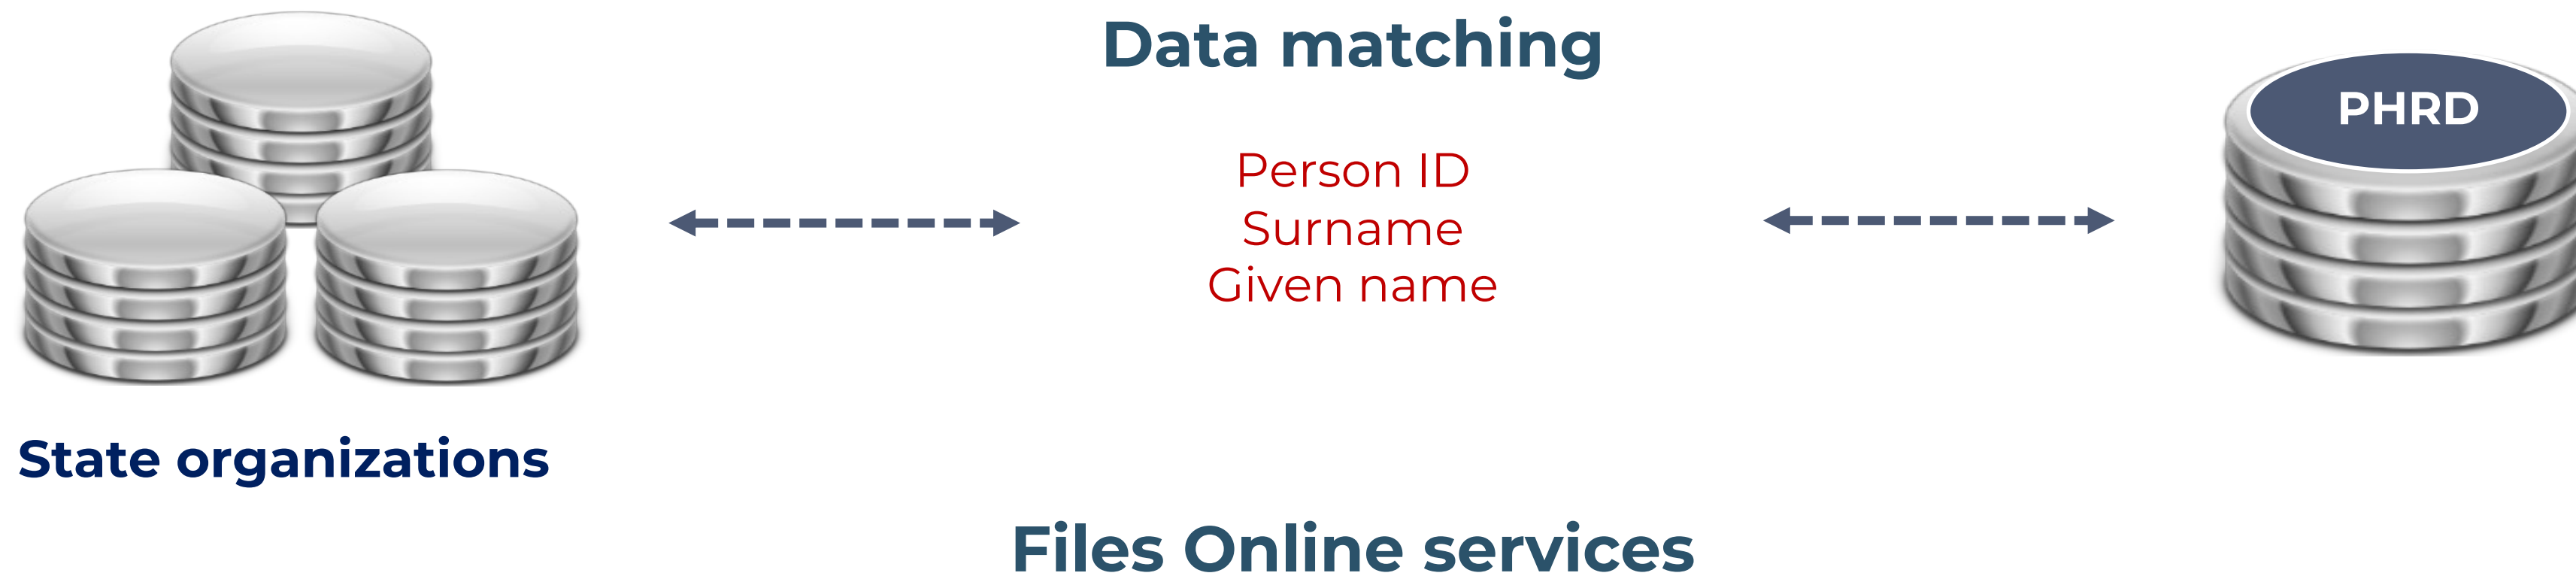 Data matching
PHRD
Person ID
Surname
Given name
State organizations
Files Online services